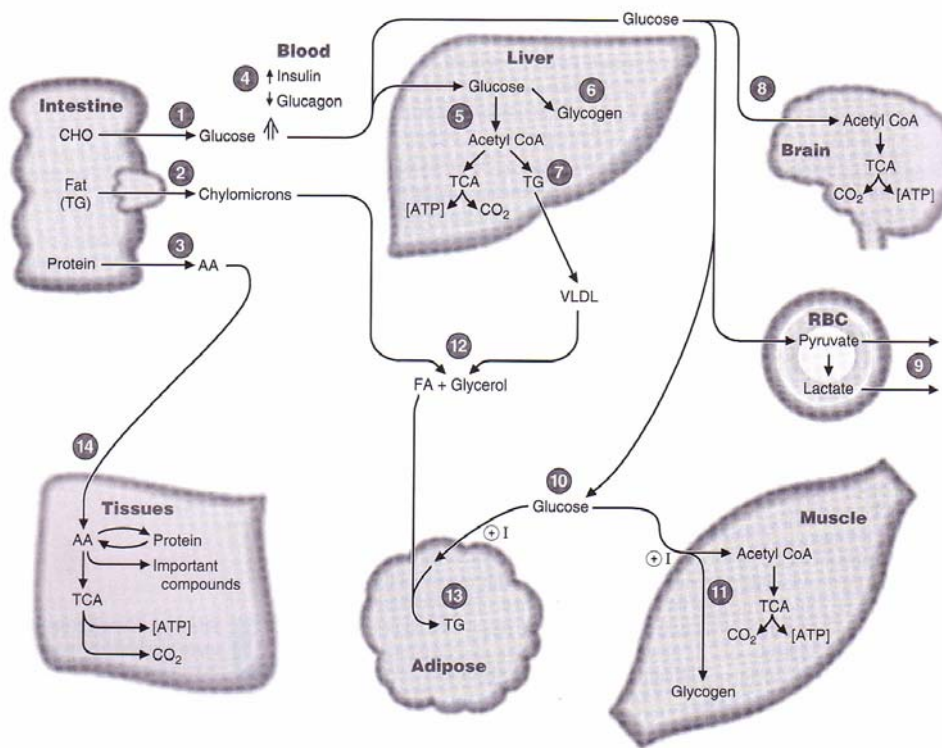 Glucose
Blood
4 ↑ Insulin
↓ Glucagon
Liver
Intestine
1
CHO
Glucose ⇑
Glucose
6
Glycogen
5
Acetyl CoA
7
TCA
TG
[ATP]
CO₂
2
Fat
(TG)
Chylomicrons
3
Protein
AA
VLDL
8
Acetyl CoA
Brain
TCA
CO₂
[ATP]
RBC
Pyruvate
9
Lactate
12
FA + Glycerol
14
Tissues
AA
Protein
Important
compounds
TCA
[ATP]
CO₂
10
Glucose
⊕ I
13
TG
Adipose
Muscle
⊕ I
Acetyl CoA
11
TCA
CO₂
[ATP]
Glycogen